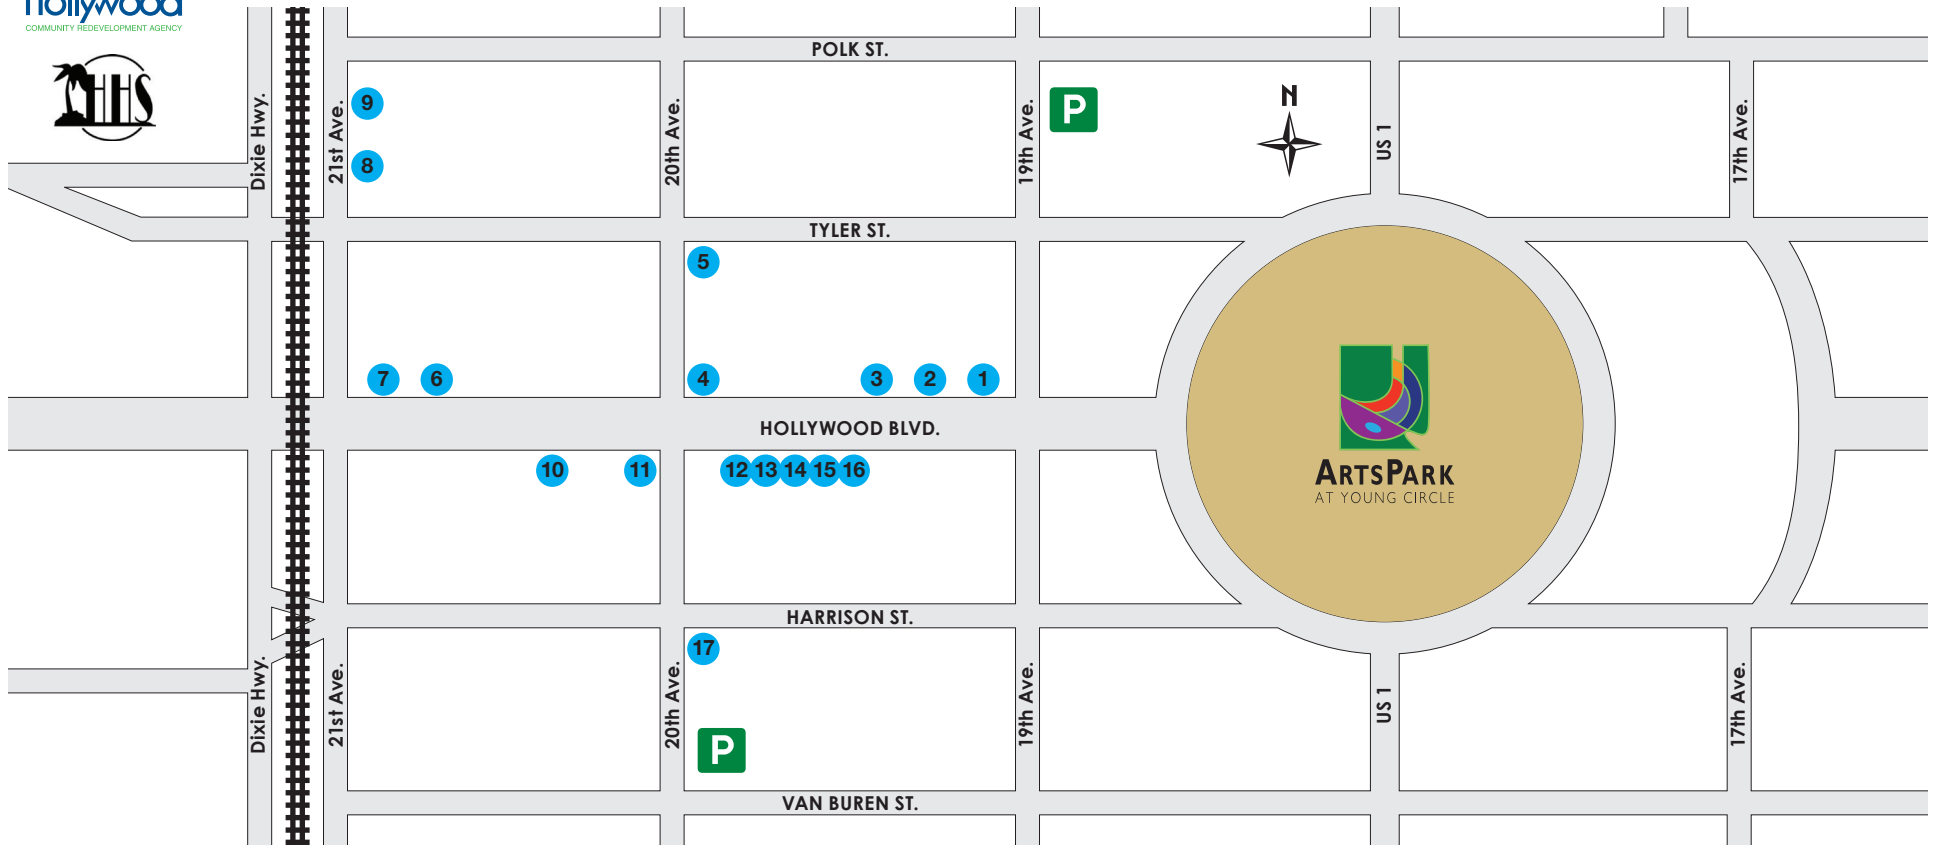 hollywood
COMMUNITY REDEVELOPMENT AGENCY
HHS
POLK ST.
Dixie Hwy.
21st Ave.
9
8
20th Ave.
19th Ave.
P
N
US 1
17th Ave.
TYLER ST.
5
7
6
4
3
2
1
HOLLYWOOD BLVD.
10
11
12
13
14
15
16
ARTSPARK
AT YOUNG CIRCLE
HARRISON ST.
17
Dixie Hwy.
21st Ave.
20th Ave.
P
19th Ave.
US 1
17th Ave.
VAN BUREN ST.